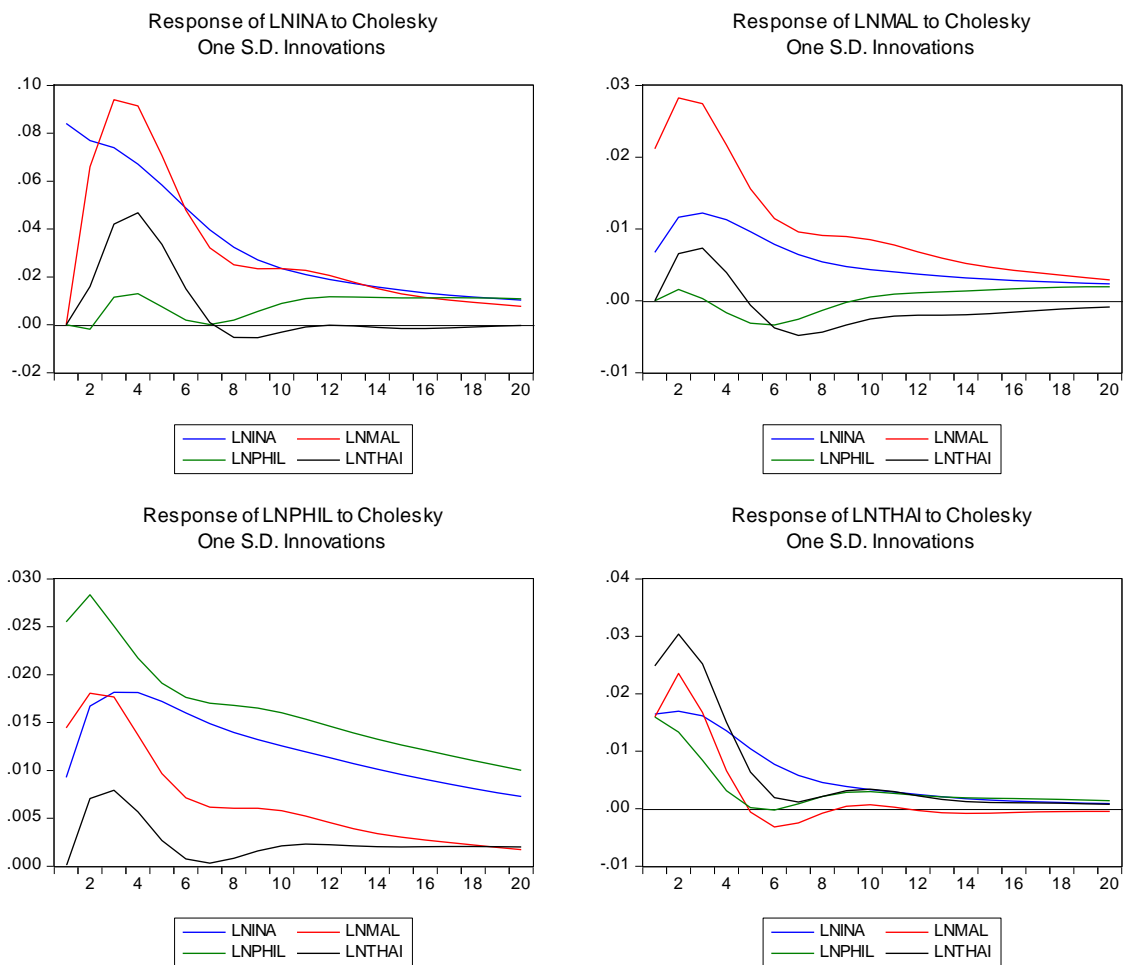 Response of LNINA to Cholesky
One S.D. Innovations
.10
.08
.06
.04
.02
.00
-.02
2 4 6 8 10 12 14 16 18 20
LNINA LNMAL
LNPHIL LNTHAI
Response of LNMAL to Cholesky
One S.D. Innovations
.03
.02
.01
.00
-.01
2 4 6 8 10 12 14 16 18 20
LNINA LNMAL
LNPHIL LNTHAI
Response of LNPHIL to Cholesky
One S.D. Innovations
.030
.025
.020
.015
.010
.005
.000
2 4 6 8 10 12 14 16 18 20
LNINA LNMAL
LNPHIL LNTHAI
Response of LNTHAI to Cholesky
One S.D. Innovations
.04
.03
.02
.01
.00
-.01
2 4 6 8 10 12 14 16 18 20
LNINA LNMAL
LNPHIL LNTHAI